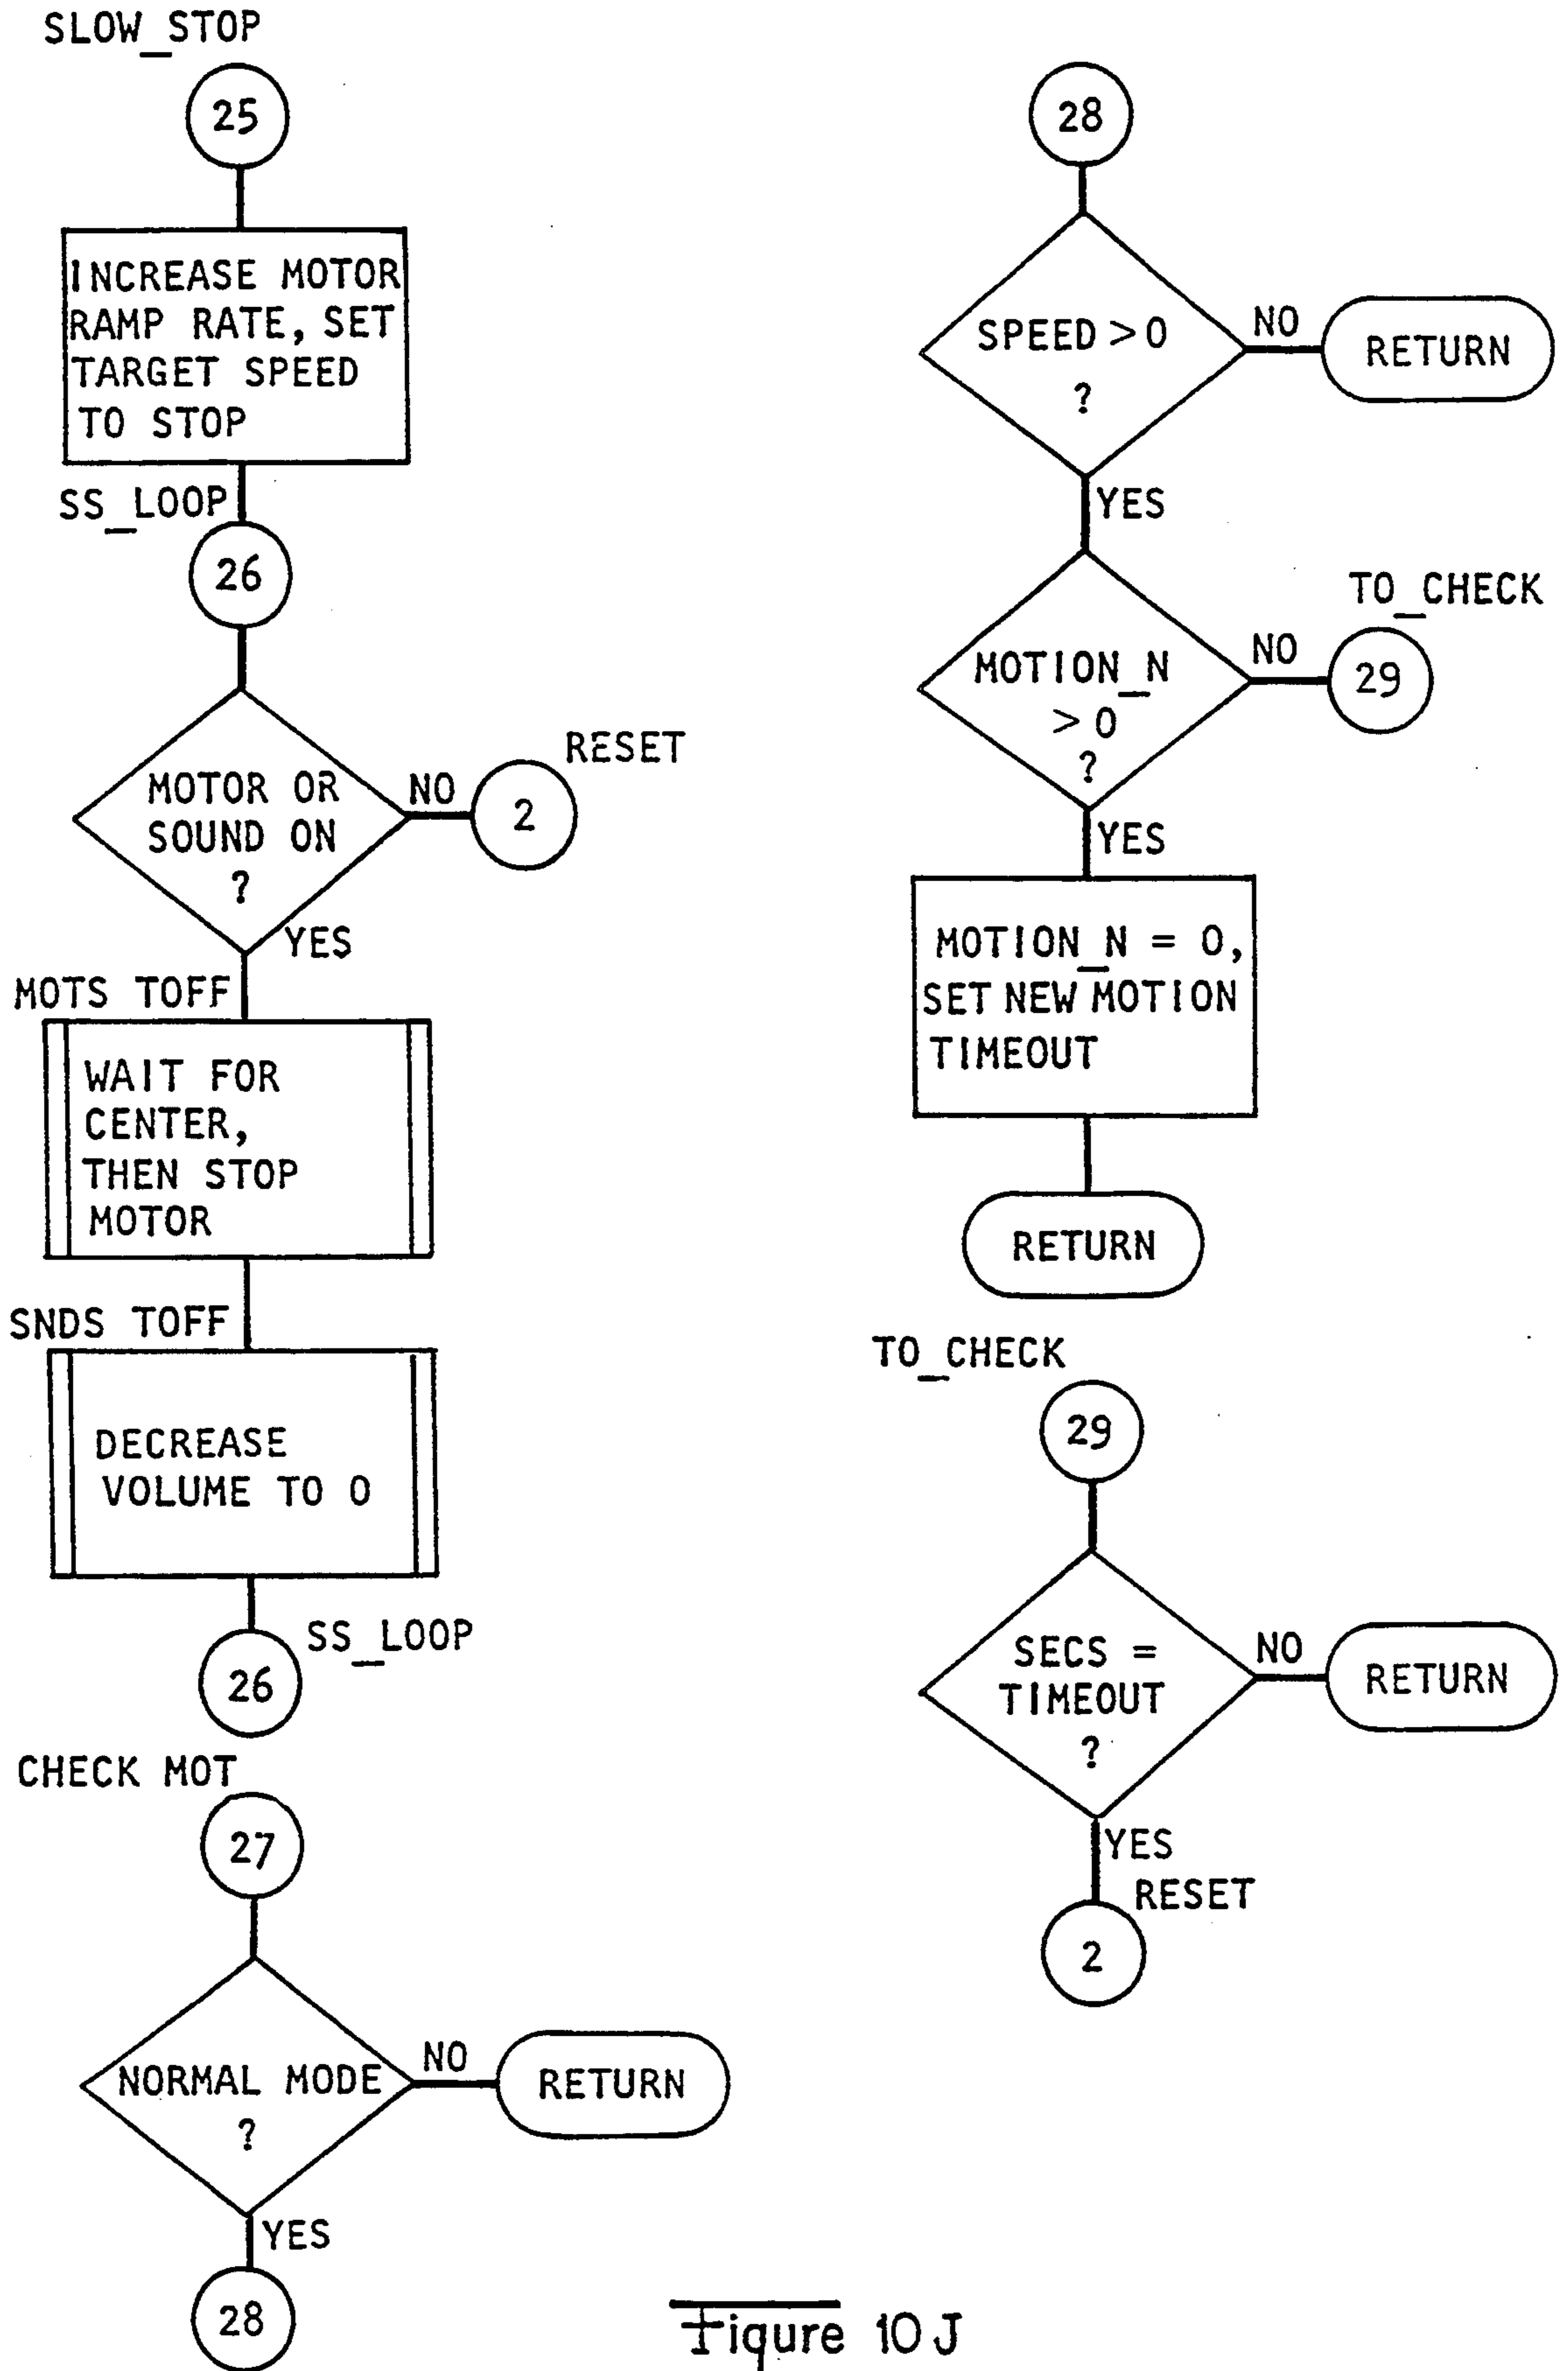 SLOW_STOP
25
INCREASE MOTOR
RAMP RATE, SET
TARGET SPEED
TO STOP
SS_LOOP
26
MOTOR OR
SOUND ON
?
NO
RESET
2
YES
MOTS TOFF
WAIT FOR
CENTER,
THEN STOP
MOTOR
SNDS TOFF
DECREASE
VOLUME TO 0
SS_LOOP
26
CHECK MOT
27
NORMAL MODE
?
NO
RETURN
YES
28
28
SPEED > 0
?
NO
RETURN
YES
MOTION_N
> 0
?
NO
TO_CHECK
29
YES
MOTION_N = 0,
SET NEW MOTION
TIMEOUT
RETURN
TO_CHECK
29
SECS =
TIMEOUT
?
NO
RETURN
YES
RESET
2
Figure 10J